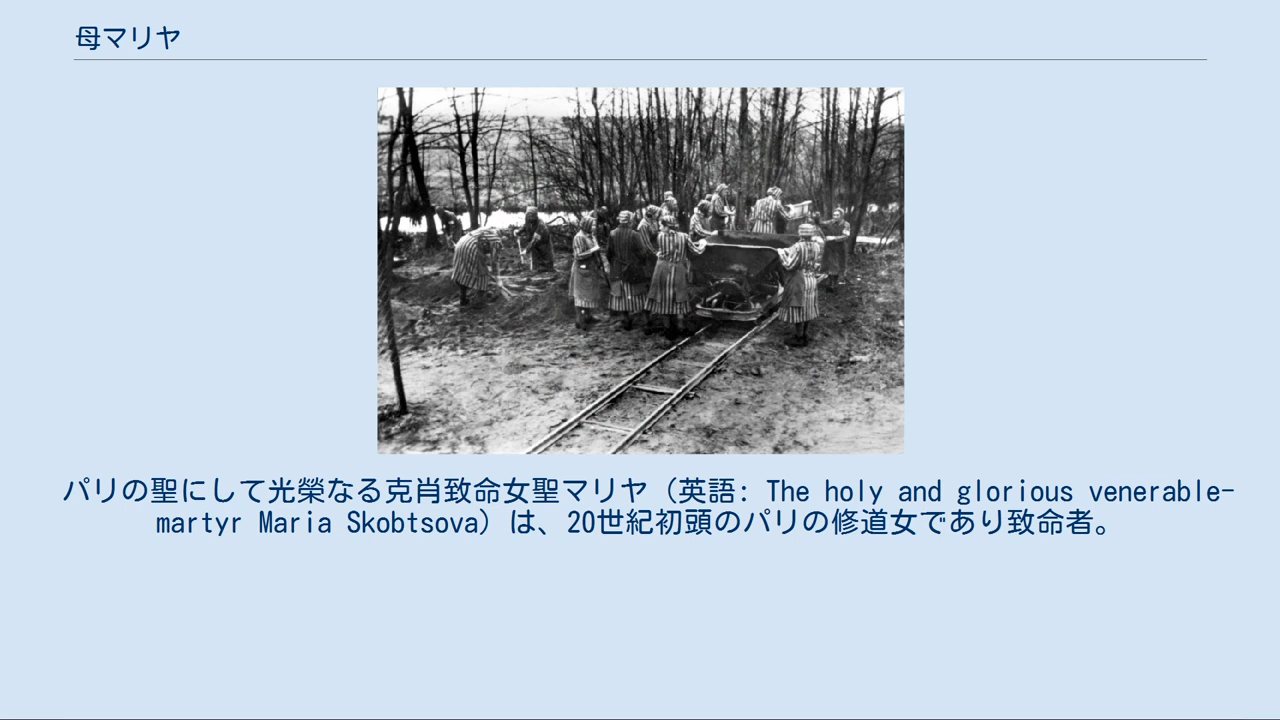 母マリヤ
パリの聖にして光榮なる克肖致命女聖マリヤ（英語: The holy and glorious venerable-
martyr Maria Skobtsova）は、20世紀初頭のパリの修道女であり致命者。